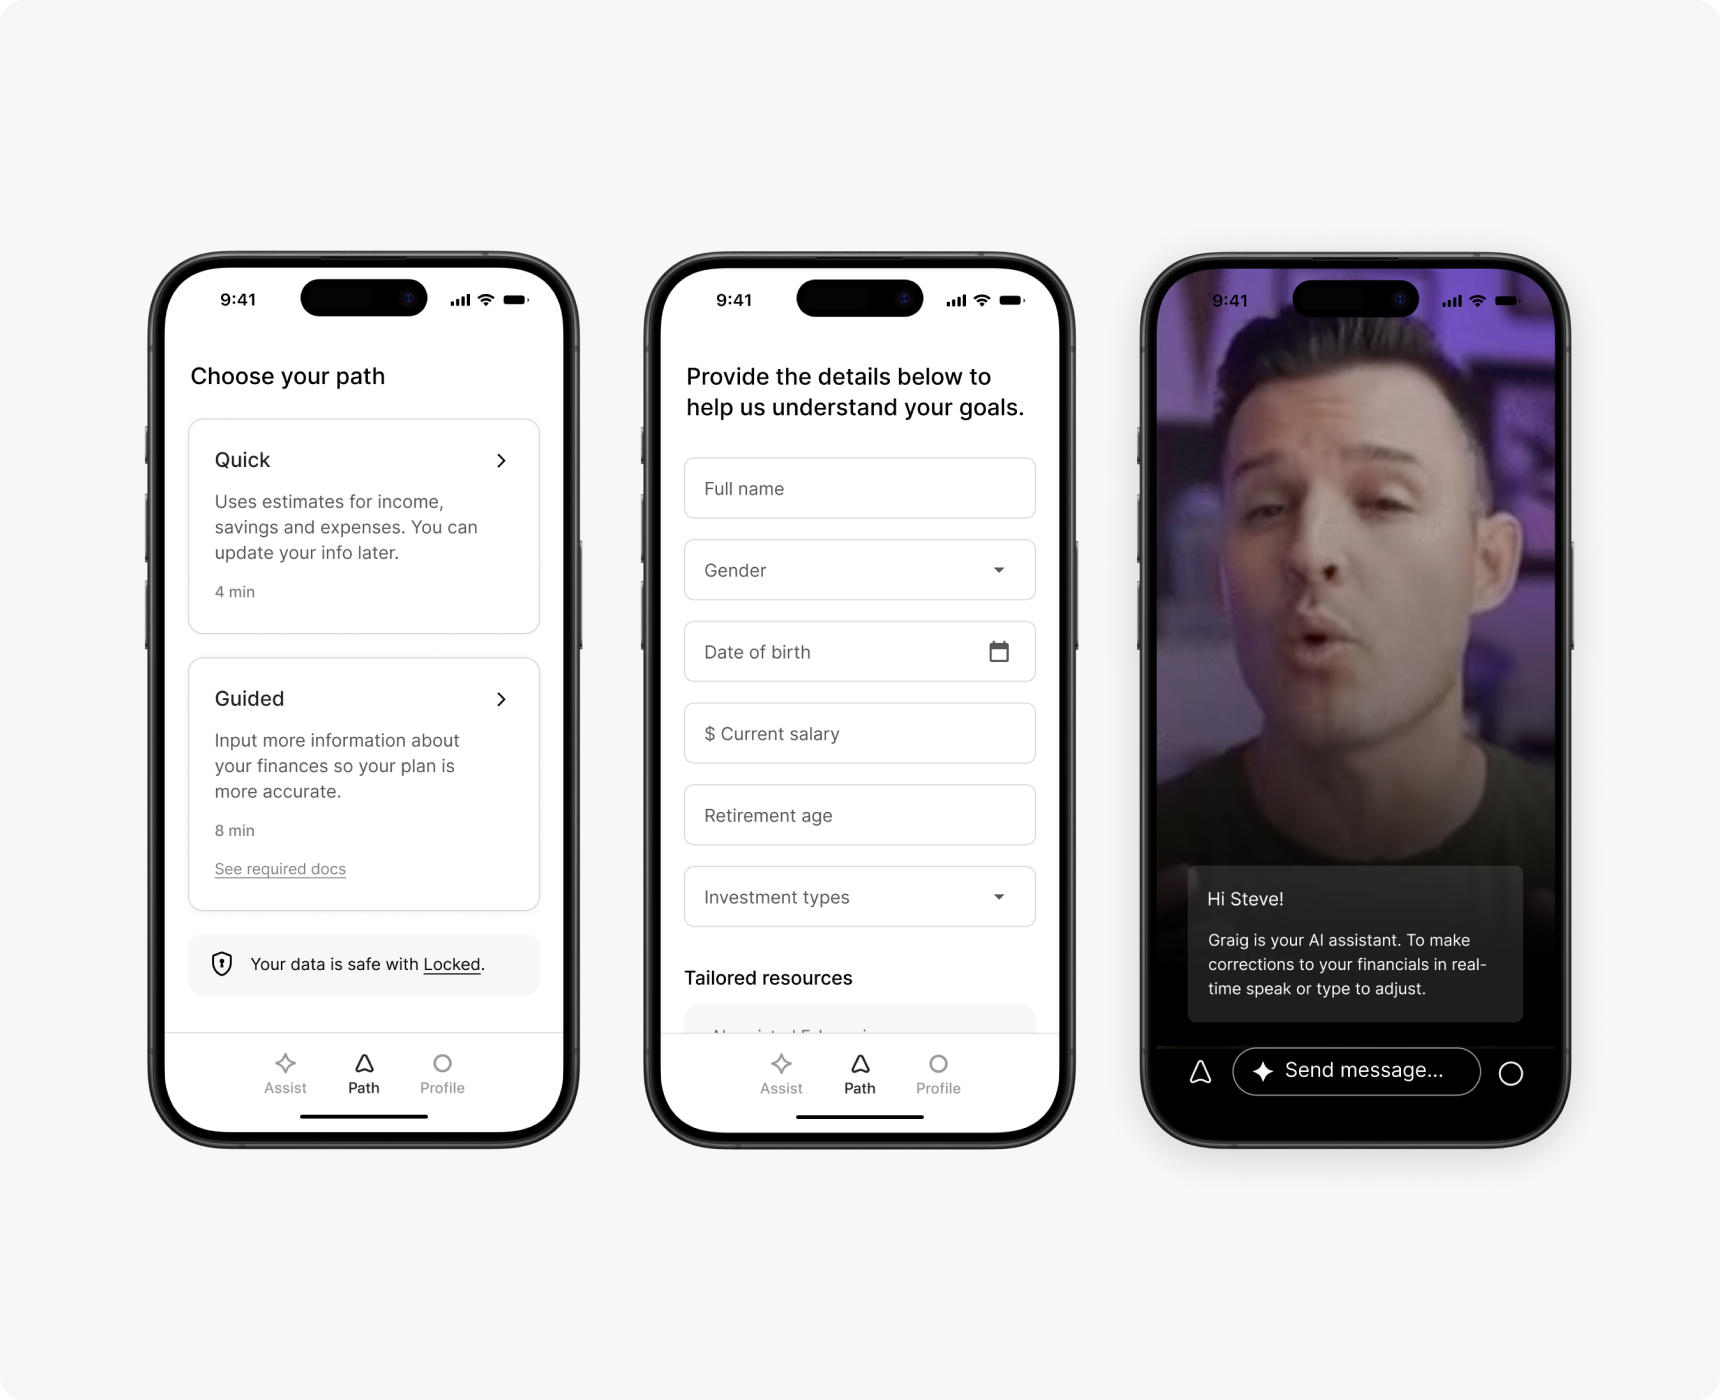 9:41
Choose your path
Quick
Uses estimates for income,
savings and expenses. You can
update your info later.
4 min
Guided
Input more information about
your finances so your plan is
more accurate.
8 min
See required docs
Your data is safe with Locked.
Assist
Path
Profile
9:41
Provide the details below to
help us understand your goals.
Full name
Gender
Date of birth
$ Current salary
Retirement age
Investment types
Tailored resources
Assist
Path
Profile
9:41
Hi Steve!
Graig is your AI assistant. To make
corrections to your financials in real-
time speak or type to adjust.
Send message...